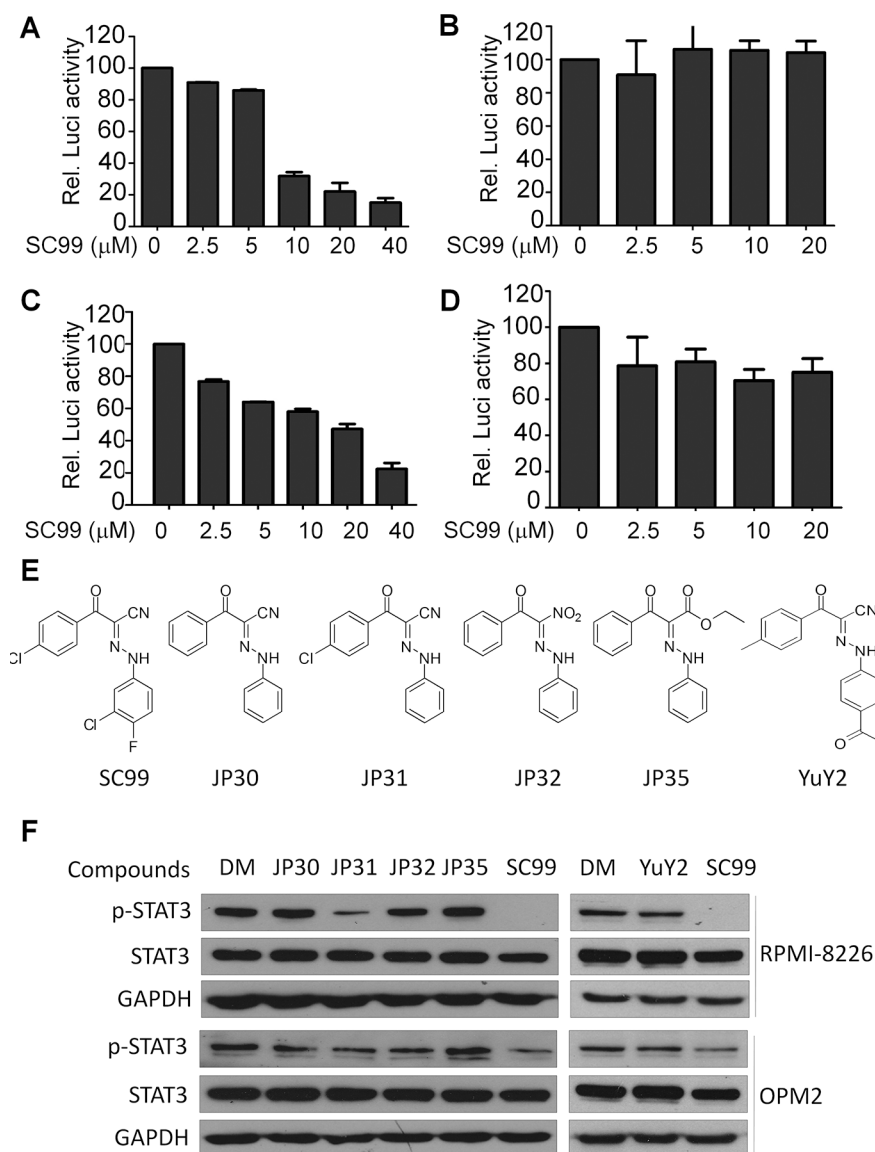 A
Rel. Luci activity
120
100
80
60
40
20
0
SC99 (μM) 0 2.5 5 10 20 40
B
Rel. Luci activity
120
100
80
60
40
20
0
SC99 (μM) 0 2.5 5 10 20
C
Rel. Luci activity
120
100
80
60
40
20
0
SC99 (μM) 0 2.5 5 10 20 40
D
Rel. Luci activity
120
100
80
60
40
20
0
SC99 (μM) 0 2.5 5 10 20
E
O CN N NH Cl Cl F
SC99
O CN N NH
JP30
O CN N NH Cl
JP31
O NO2 N NH
JP32
O O O N NH
JP35
O CN N NH O
YuY2
F
Compounds DM JP30 JP31 JP32 JP35 SC99 DM YuY2 SC99
p-STAT3
STAT3 RPMI-8226
GAPDH
p-STAT3
STAT3 OPM2
GAPDH